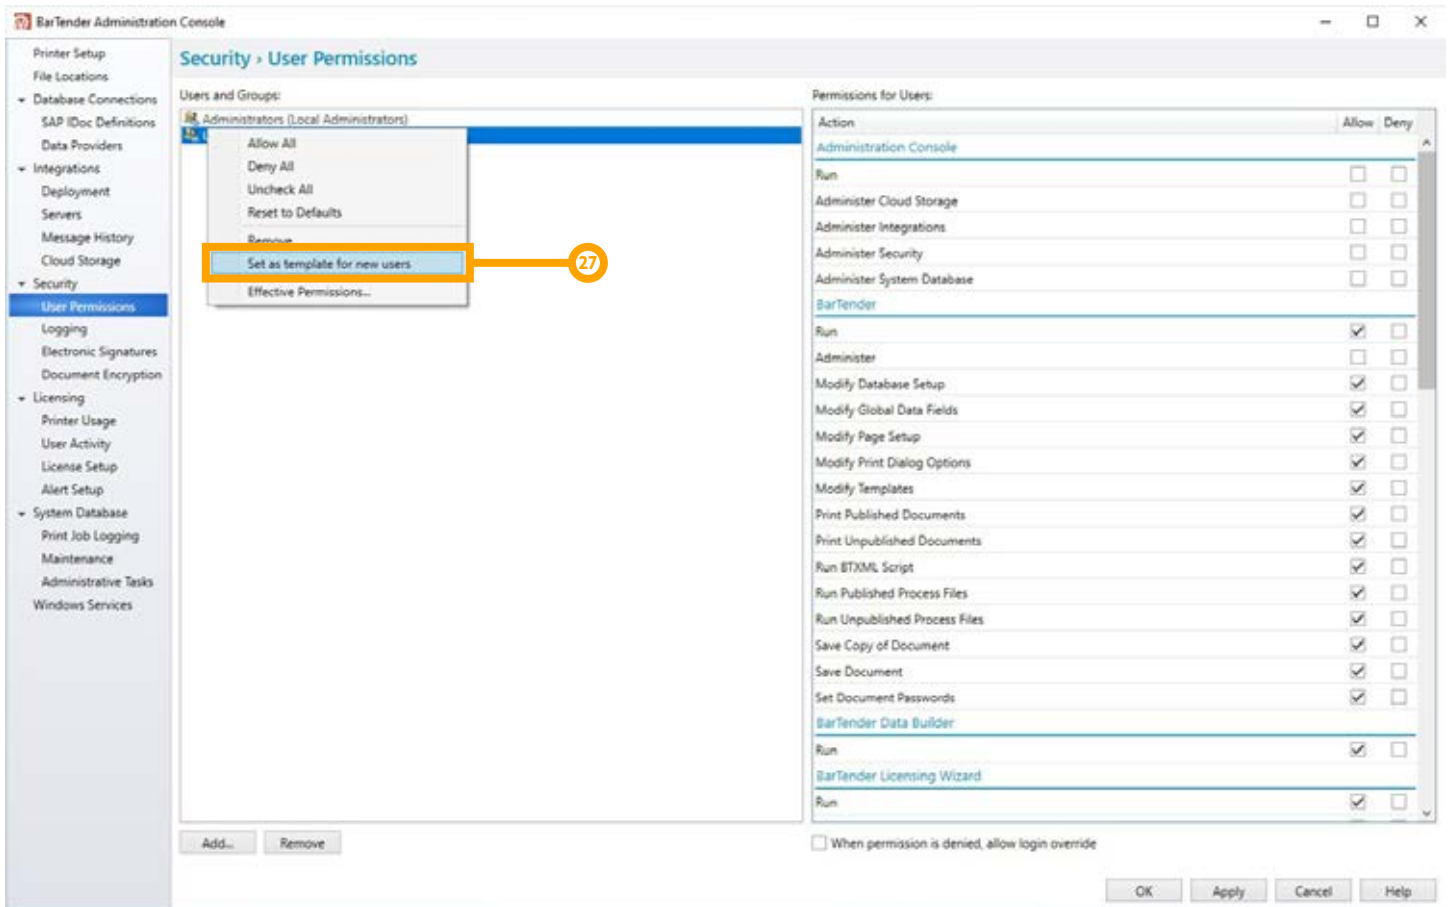 BarTender Administration Console
Printer Setup
File Locations
Database Connections
SAP IDoc Definitions
Data Providers
Integrations
Deployment
Servers
Message History
Cloud Storage
Security
User Permissions
Logging
Electronic Signatures
Document Encryption
Licensing
Printer Usage
User Activity
License Setup
Alert Setup
System Database
Print Job Logging
Maintenance
Administrative Tasks
Windows Services
Security › User Permissions
Users and Groups:
Administrators (Local Administrators)
Allow All
Deny All
Uncheck All
Reset to Defaults
Remove
Set as template for new users
27
Effective Permissions...
Add...
Remove
Permissions for Users:
Action Allow Deny
Administration Console
Run
Administer Cloud Storage
Administer Integrations
Administer Security
Administer System Database
BarTender
Run
Administer
Modify Database Setup
Modify Global Data Fields
Modify Page Setup
Modify Print Dialog Options
Modify Templates
Print Published Documents
Print Unpublished Documents
Run BTXML Script
Run Published Process Files
Run Unpublished Process Files
Save Copy of Document
Save Document
Set Document Passwords
BarTender Data Builder
Run
BarTender Licensing Wizard
Run
When permission is denied, allow login override
OK Apply Cancel Help